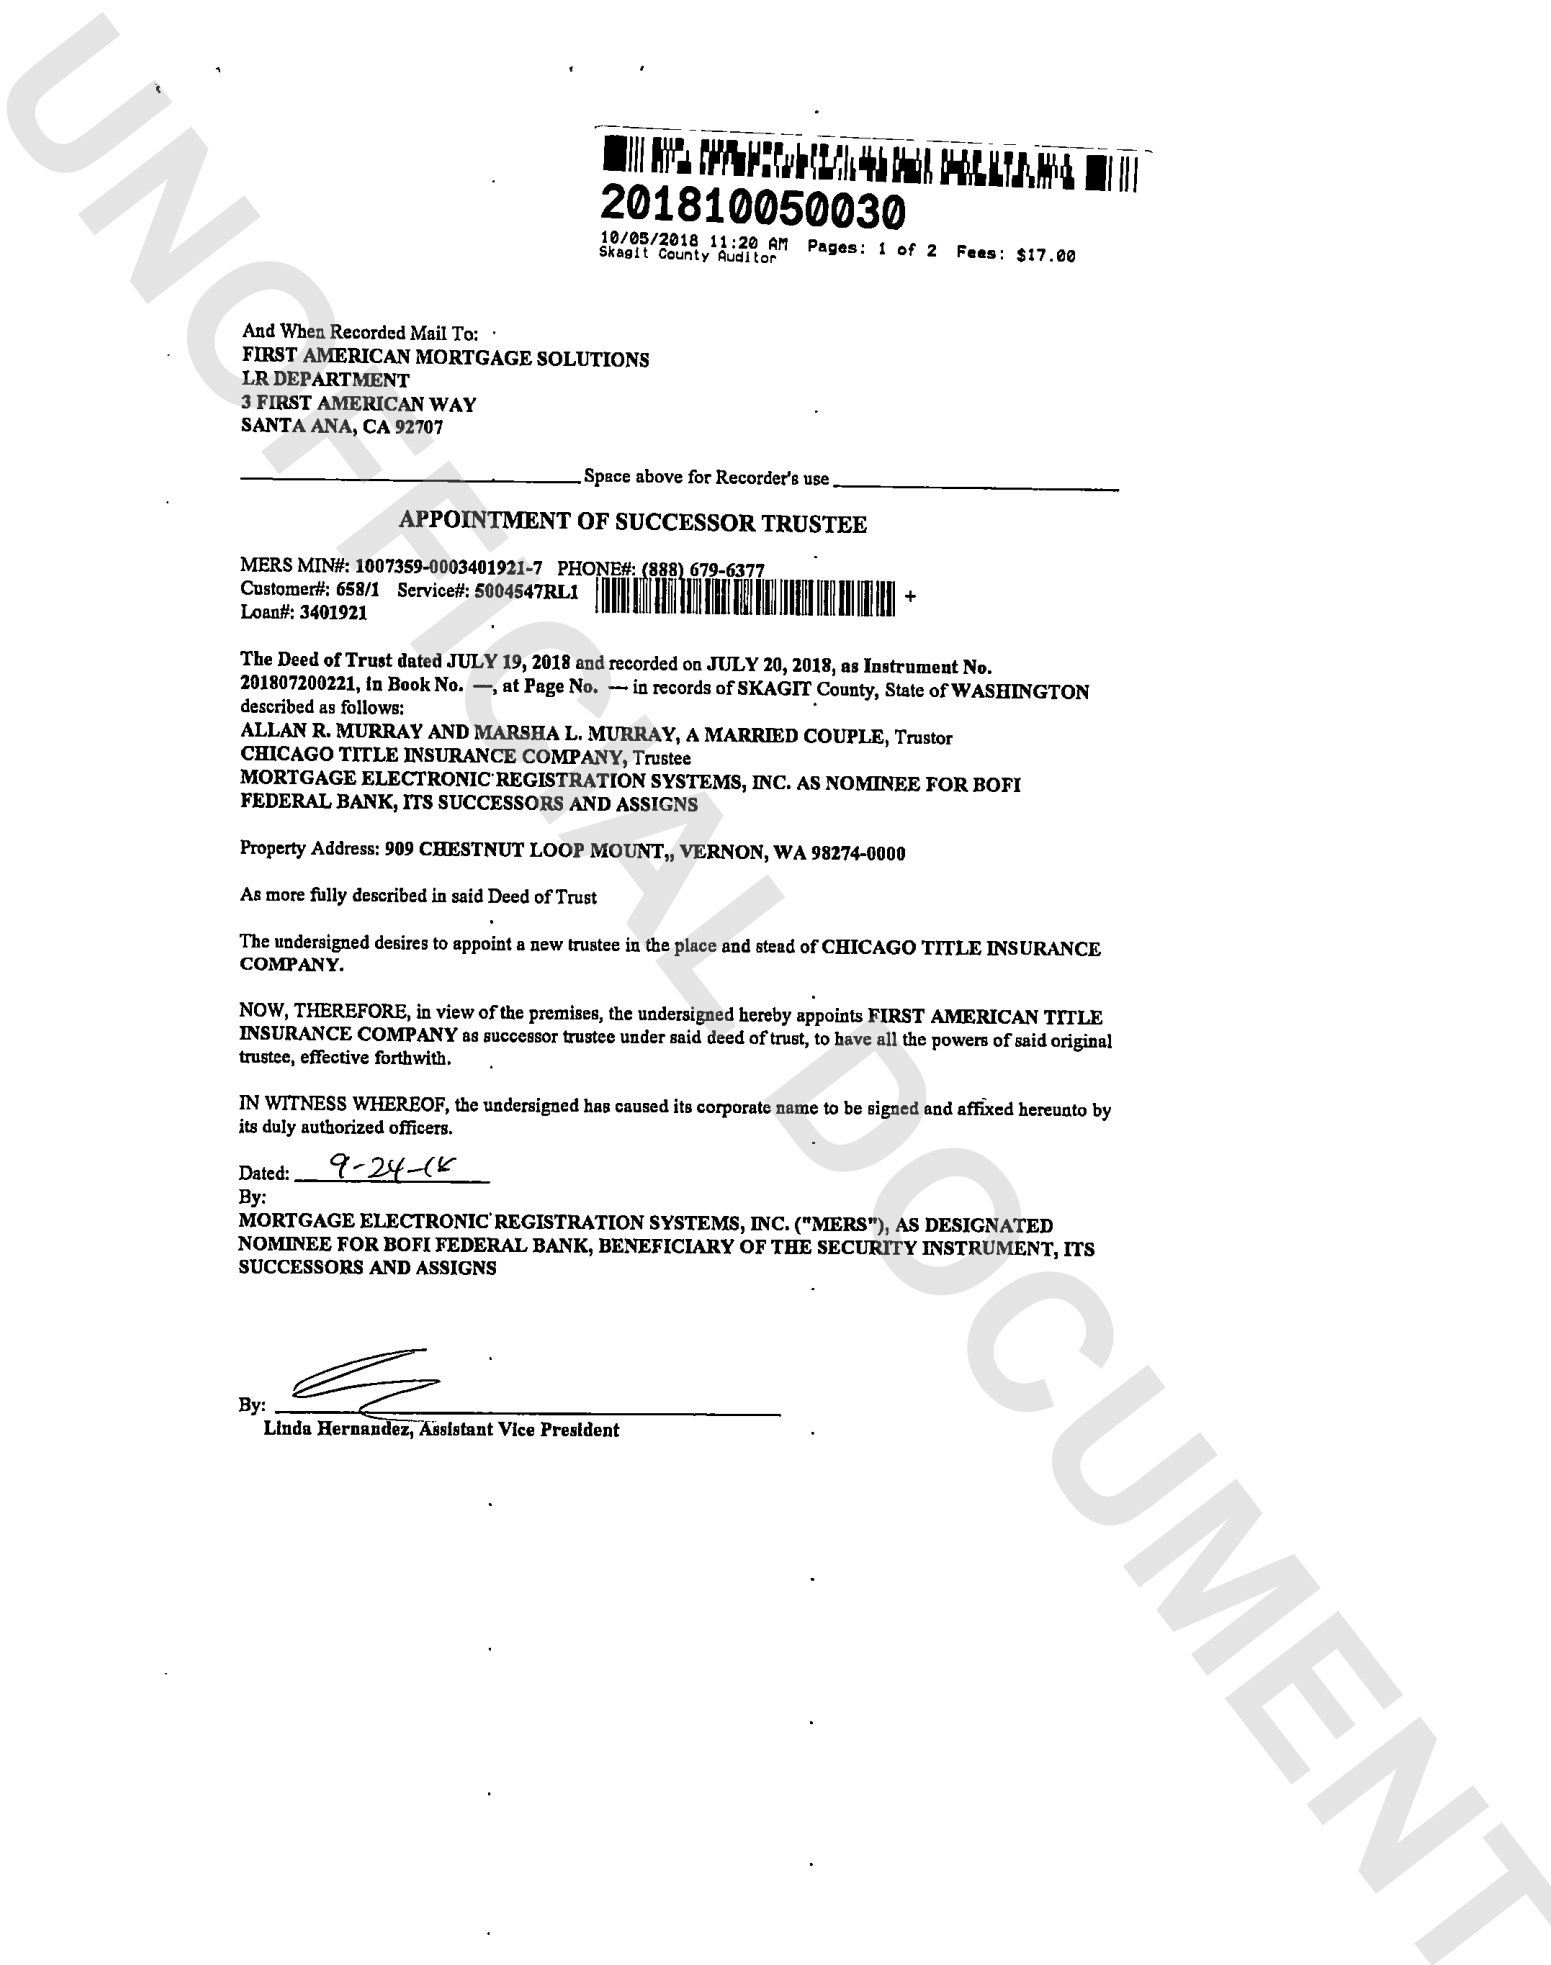 201810050030
10/05/2018 11:20 AM Pages: 1 of 2 Fees: $17.00
Skagit County Auditor
And When Recorded Mail To:
FIRST AMERICAN MORTGAGE SOLUTIONS
LR DEPARTMENT
3 FIRST AMERICAN WAY
SANTA ANA, CA 92707
Space above for Recorder's use
APPOINTMENT OF SUCCESSOR TRUSTEE
MERS MIN#: 1007359-0003401921-7 PHONE#: (888) 679-6377
Customer#: 658/1 Service#: 5004547RL1 +
Loan#: 3401921
The Deed of Trust dated JULY 19, 2018 and recorded on JULY 20, 2018, as Instrument No.
201807200221, in Book No. —, at Page No. — in records of SKAGIT County, State of WASHINGTON
described as follows:
ALLAN R. MURRAY AND MARSHA L. MURRAY, A MARRIED COUPLE, Trustor
CHICAGO TITLE INSURANCE COMPANY, Trustee
MORTGAGE ELECTRONIC REGISTRATION SYSTEMS, INC. AS NOMINEE FOR BOFI
FEDERAL BANK, ITS SUCCESSORS AND ASSIGNS
Property Address: 909 CHESTNUT LOOP MOUNT,, VERNON, WA 98274-0000
As more fully described in said Deed of Trust
The undersigned desires to appoint a new trustee in the place and stead of CHICAGO TITLE INSURANCE
COMPANY.
NOW, THEREFORE, in view of the premises, the undersigned hereby appoints FIRST AMERICAN TITLE
INSURANCE COMPANY as successor trustee under said deed of trust, to have all the powers of said original
trustee, effective forthwith.
IN WITNESS WHEREOF, the undersigned has caused its corporate name to be signed and affixed hereunto by
its duly authorized officers.
Dated: 9-24-18
By:
MORTGAGE ELECTRONIC REGISTRATION SYSTEMS, INC. ("MERS"), AS DESIGNATED
NOMINEE FOR BOFI FEDERAL BANK, BENEFICIARY OF THE SECURITY INSTRUMENT, ITS
SUCCESSORS AND ASSIGNS
By:
Linda Hernandez, Assistant Vice President
UNOFFICIAL DOCUMENT